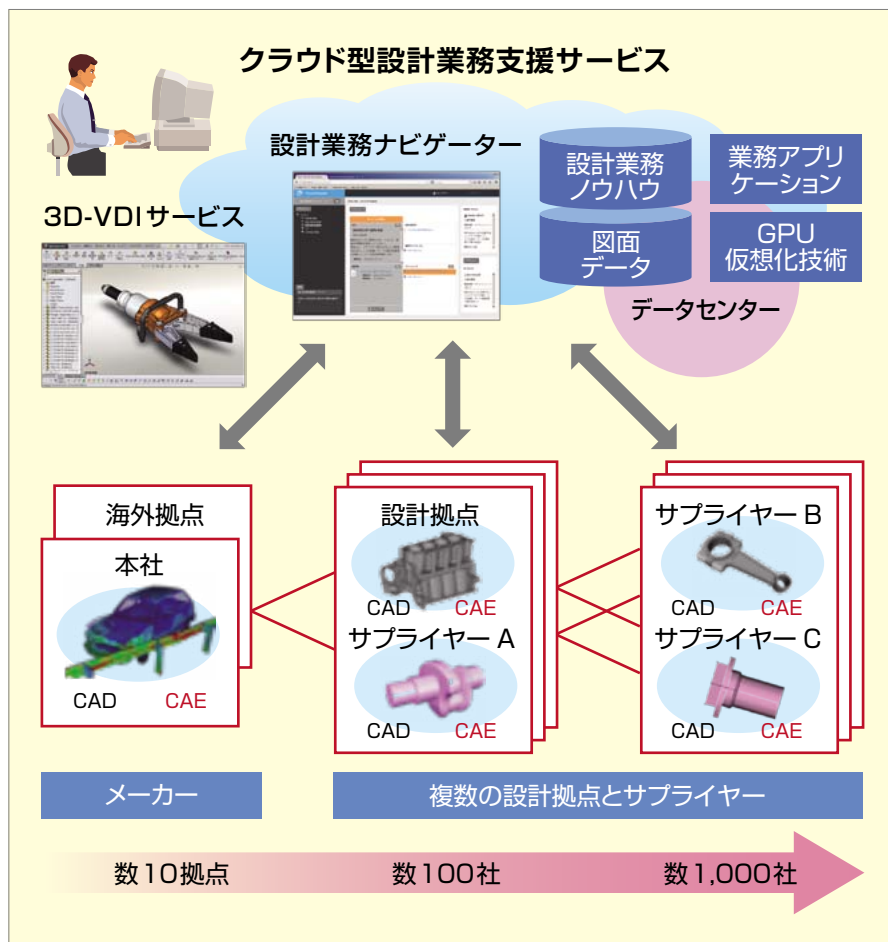 クラウド型設計業務支援サービス
設計業務ナビゲーター
設計業務
ノウハウ
業務アプリ
ケーション
3D-VDIサービス
図面
データ
GPU
仮想化技術
データセンター
海外拠点
本社
CAD CAE
設計拠点
CAD CAE
サプライヤー A
CAD CAE
サプライヤー B
CAD CAE
サプライヤー C
CAD CAE
メーカー
複数の設計拠点とサプライヤー
数10拠点
数100社
数1,000社